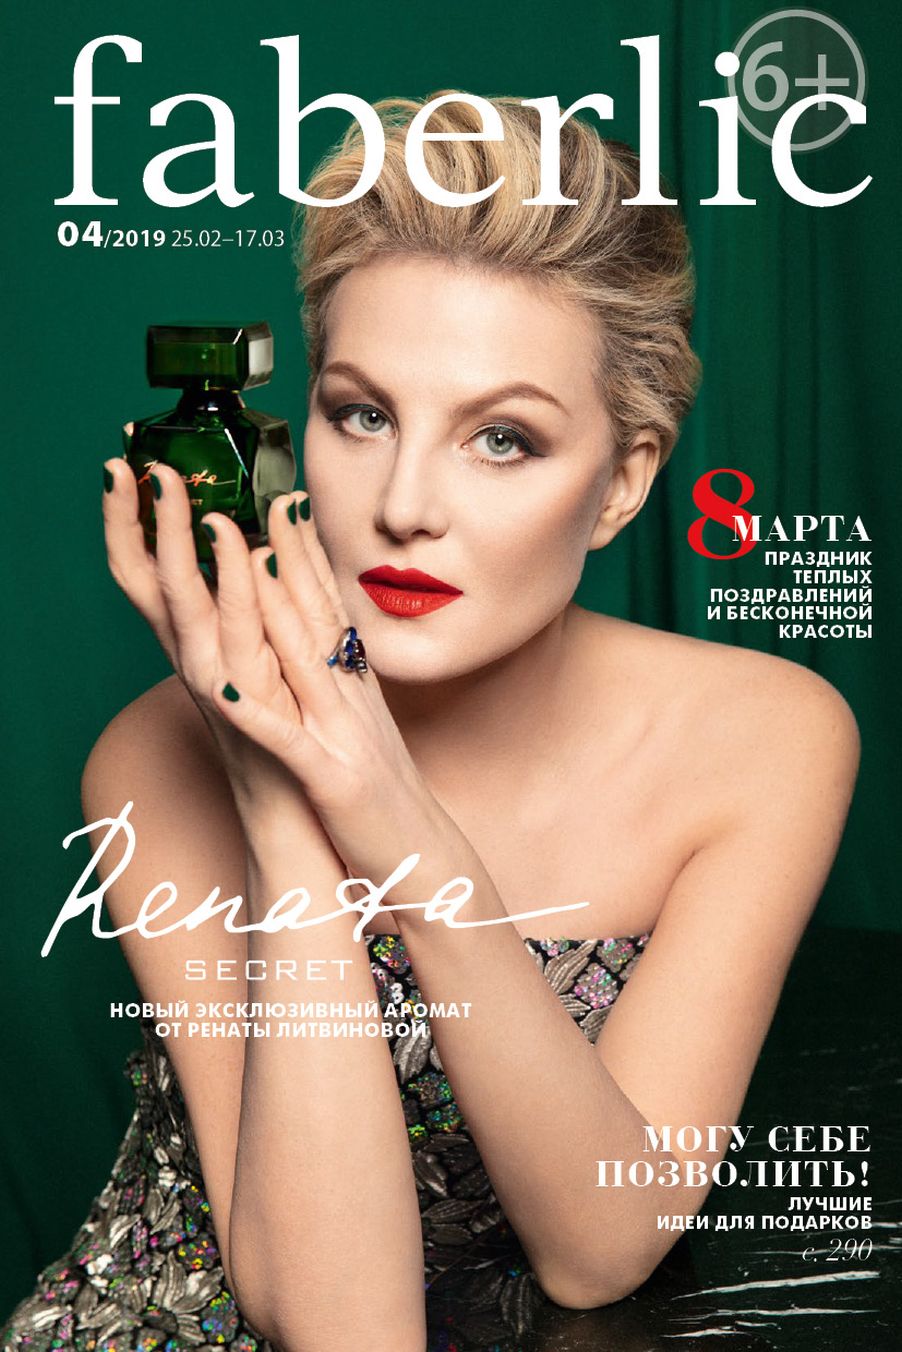 faberlic
6+
04/2019 25.02–17.03
Renata
8 МАРТА
ПРАЗДНИК
ТЕПЛЫХ
ПОЗДРАВЛЕНИЙ
И БЕСКОНЕЧНОЙ
КРАСОТЫ
Renata
SECRET
НОВЫЙ ЭКСКЛЮЗИВНЫЙ АРОМАТ
ОТ РЕНАТЫ ЛИТВИНОВОЙ
МОГУ СЕБЕ
ПОЗВОЛИТЬ!
ЛУЧШИЕ
ИДЕИ ДЛЯ ПОДАРКОВ
с. 290